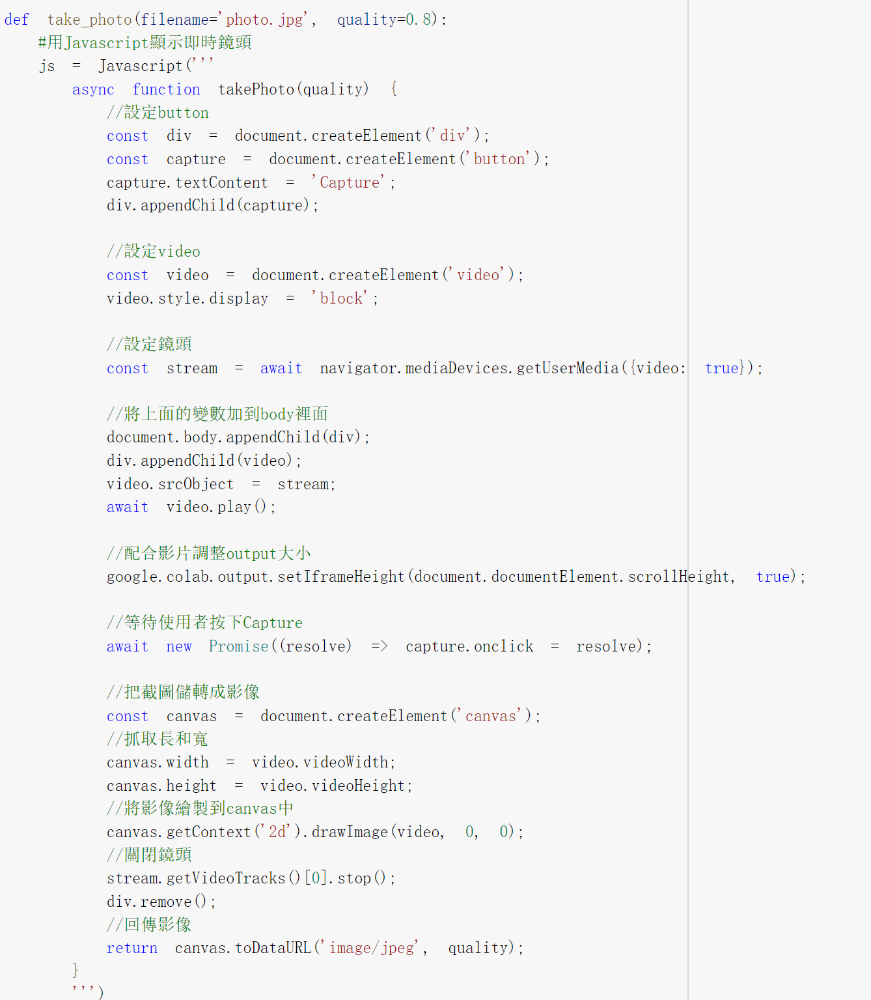 def take_photo(filename='photo.jpg', quality=0.8):
#用Javascript顯示即時鏡頭
js = Javascript('''
async function takePhoto(quality) {
//設定button
const div = document.createElement('div');
const capture = document.createElement('button');
capture.textContent = 'Capture';
div.appendChild(capture);
//設定video
const video = document.createElement('video');
video.style.display = 'block';
//設定鏡頭
const stream = await navigator.mediaDevices.getUserMedia({video: true});
//將上面的變數加到body裡面
document.body.appendChild(div);
div.appendChild(video);
video.srcObject = stream;
await video.play();
//配合影片調整output大小
google.colab.output.setIframeHeight(document.documentElement.scrollHeight, true);
//等待使用者按下Capture
await new Promise((resolve) => capture.onclick = resolve);
//把截圖儲轉成影像
const canvas = document.createElement('canvas');
//抓取長和寬
canvas.width = video.videoWidth;
canvas.height = video.videoHeight;
//將影像繪製到canvas中
canvas.getContext('2d').drawImage(video, 0, 0);
//關閉鏡頭
stream.getVideoTracks()[0].stop();
div.remove();
//回傳影像
return canvas.toDataURL('image/jpeg', quality);
}
''')